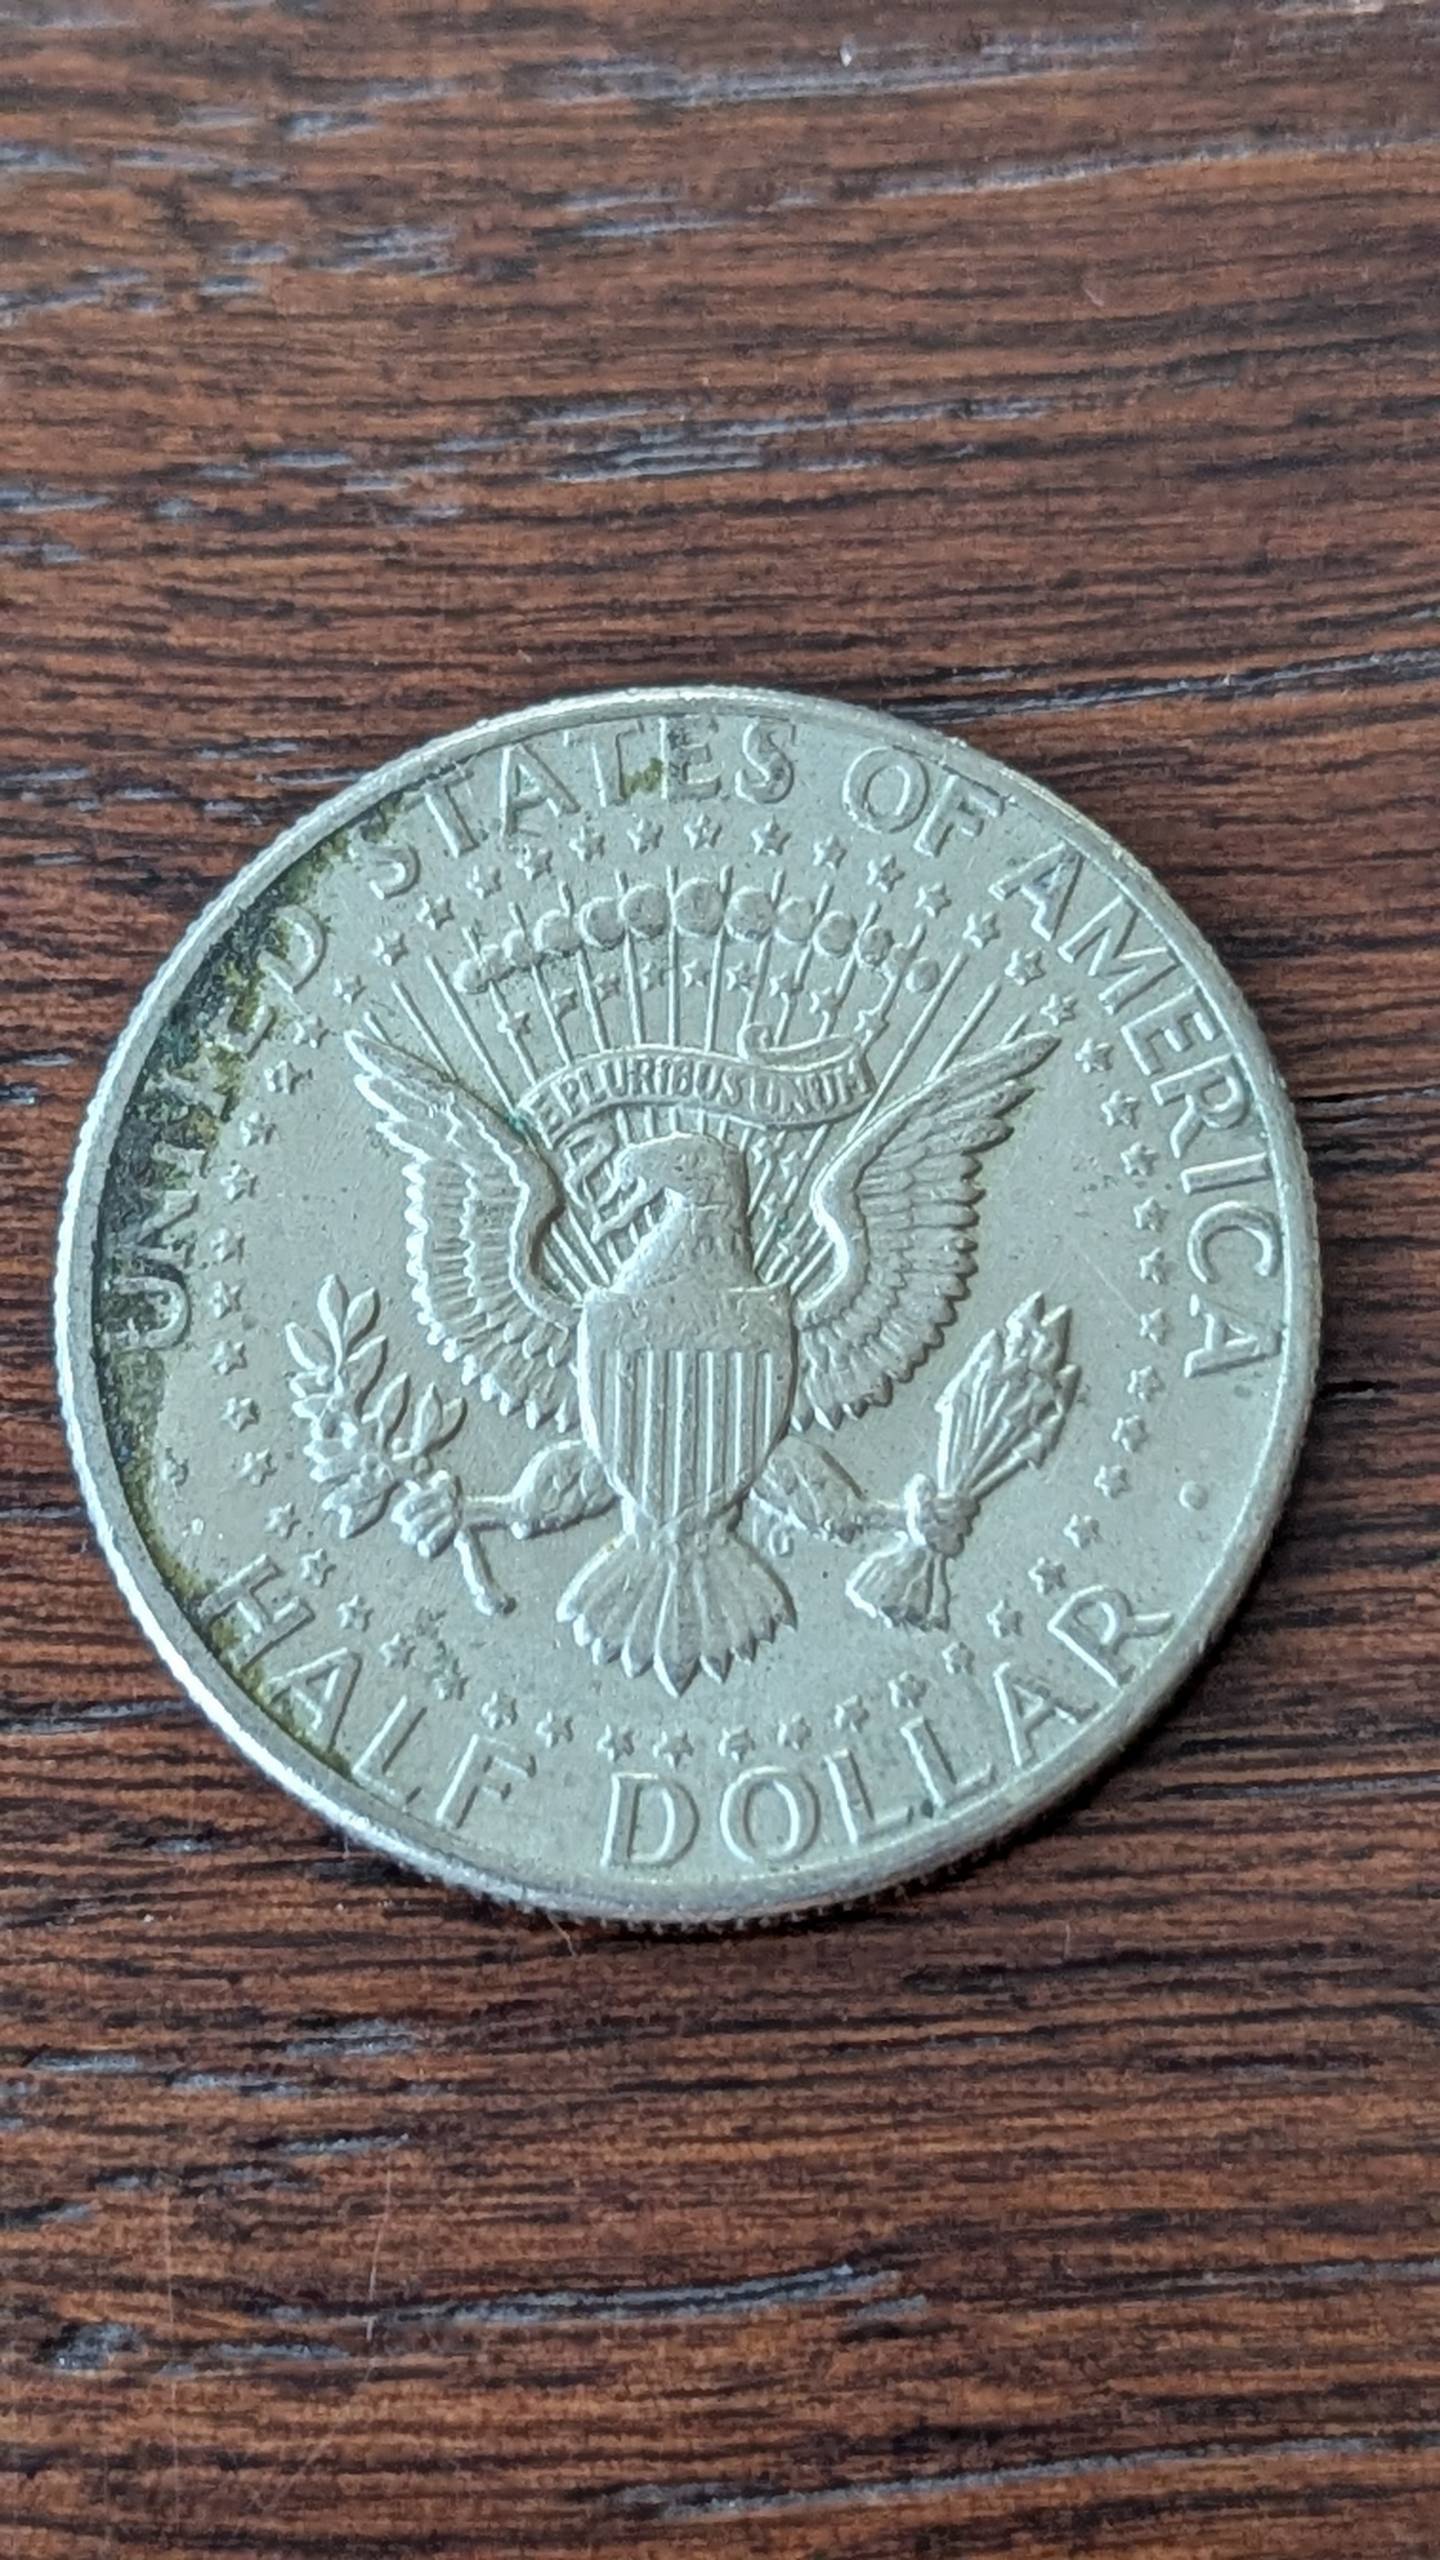 UNITED STATES OF AMERICA
E PLURIBUS UNUM
HALF DOLLAR